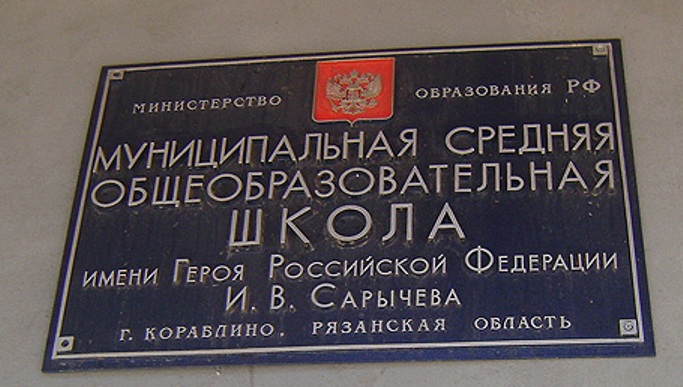 МИНИСТЕРСТВО ОБРАЗОВАНИЯ РФ
МУНИЦИПАЛЬНАЯ СРЕДНЯЯ
ОБЩЕОБРАЗОВАТЕЛЬНАЯ
ШКОЛА
ИМЕНИ ГЕРОЯ РОССИЙСКОЙ ФЕДЕРАЦИИ
И. В. САРЫЧЕВА
Г. КОРАБЛИНО, РЯЗАНСКАЯ ОБЛАСТЬ